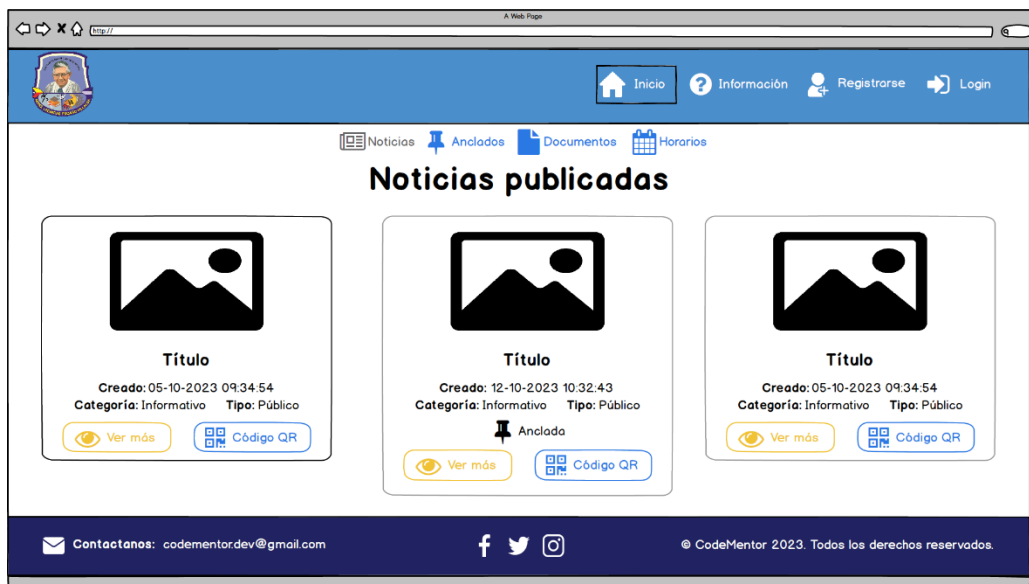 A Web Page
http://
Inicio Información Registrarse Login
Noticias Anclados Documentos Horarios
Noticias publicadas
Título
Creado: 05-10-2023 09:34:54
Categoría: Informativo Tipo: Público
Ver más Código QR
Título
Creado: 12-10-2023 10:32:43
Categoría: Informativo Tipo: Público
Anclada
Ver más Código QR
Título
Creado: 05-10-2023 09:34:54
Categoría: Informativo Tipo: Público
Ver más Código QR
Contactanos: codementor.dev@gmail.com
© CodeMentor 2023. Todos los derechos reservados.